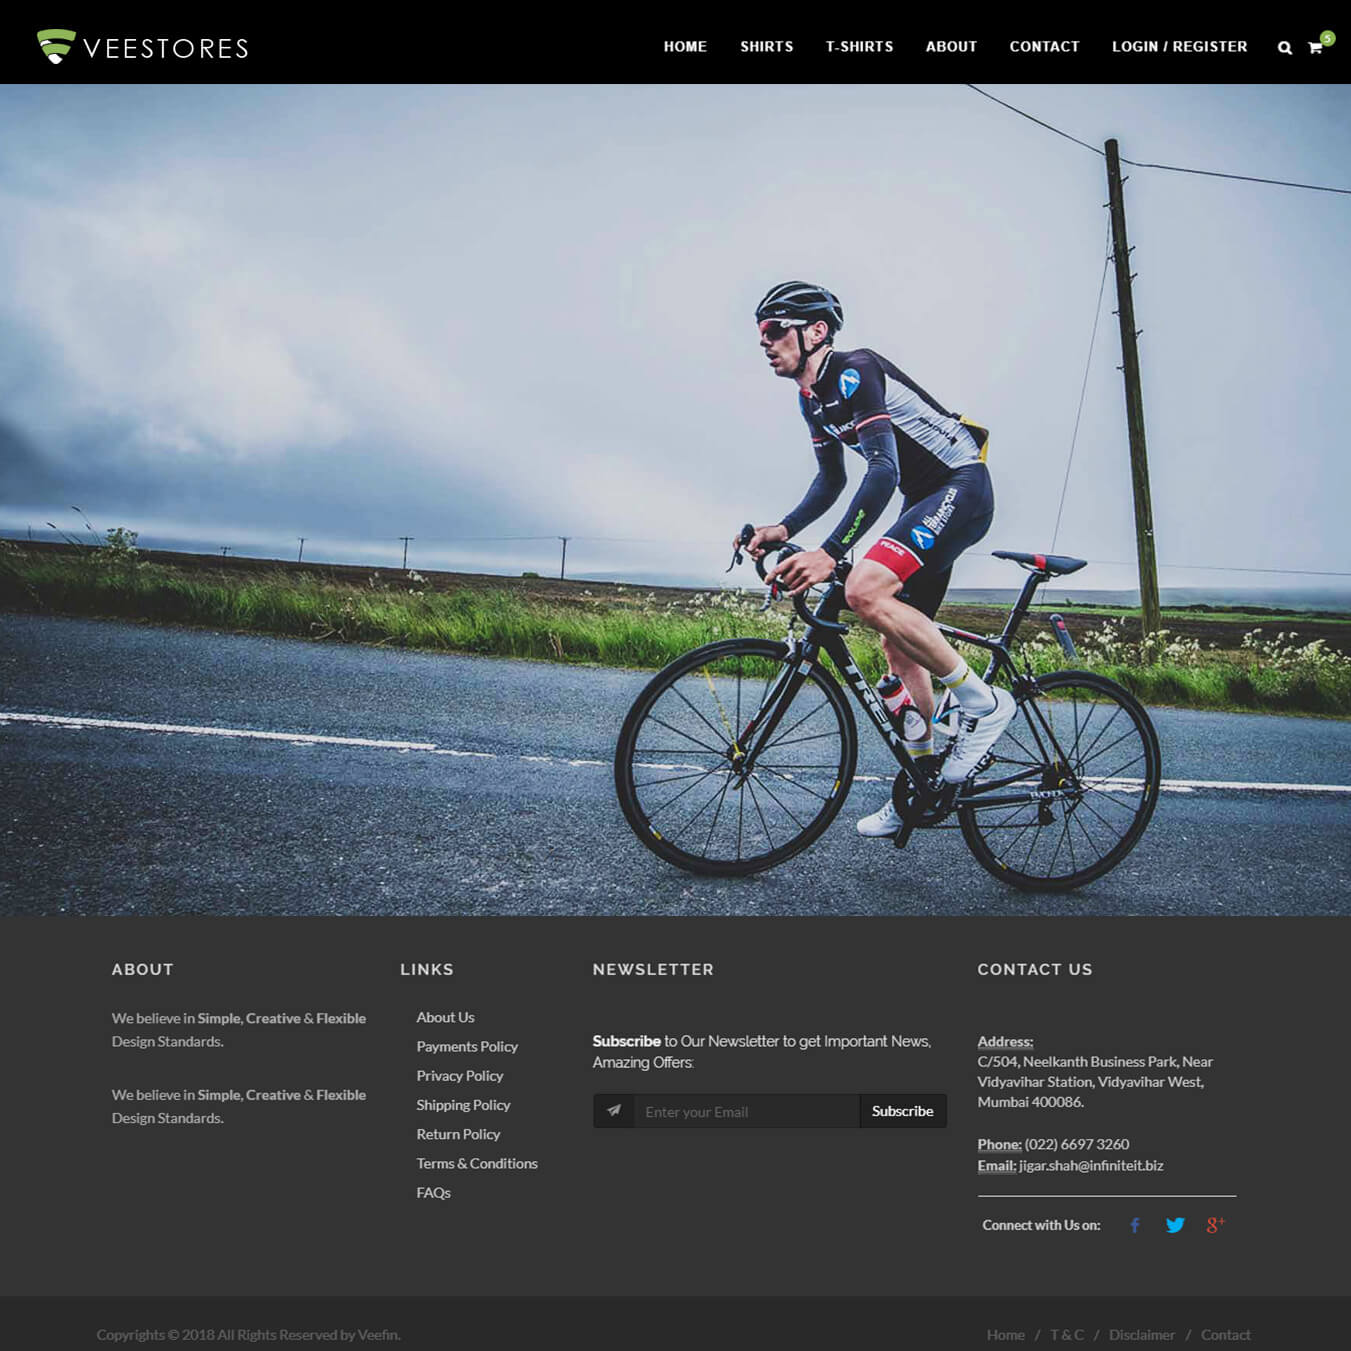 VEESTORES
HOME SHIRTS T-SHIRTS ABOUT CONTACT LOGIN / REGISTER 5
TREK
PEACE
ABOUT
We believe in Simple, Creative & Flexible
Design Standards.
We believe in Simple, Creative & Flexible
Design Standards.
LINKS
About Us
Payments Policy
Privacy Policy
Shipping Policy
Return Policy
Terms & Conditions
FAQs
NEWSLETTER
Subscribe to Our Newsletter to get Important News,
Amazing Offers:
Enter your Email Subscribe
CONTACT US
Address:
C/504, Neelkanth Business Park, Near
Vidyavihar Station, Vidyavihar West,
Mumbai 400086.
Phone: (022) 6697 3260
Email: jigar.shah@infiniteit.biz
Connect with Us on:
Copyrights © 2018 All Rights Reserved by Veefin.
Home / T & C / Disclaimer / Contact